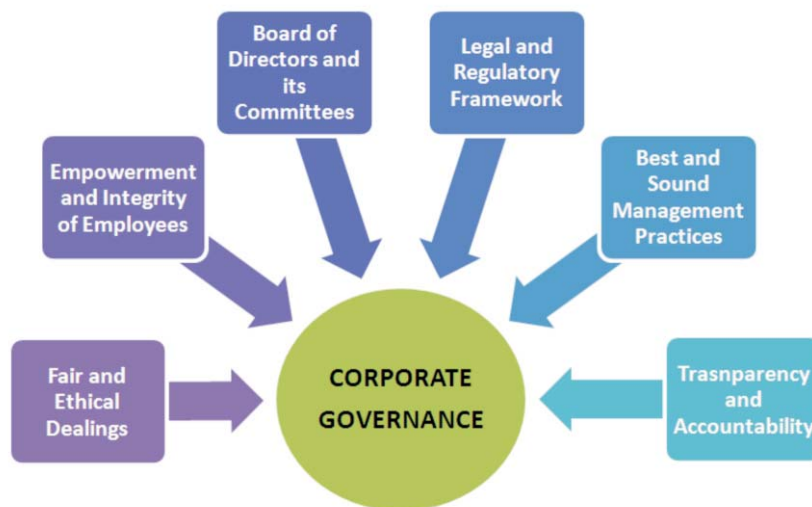 Board of
Directors and
its
Committees
Legal and
Regulatory
Framework
Empowerment
and Integrity
of Employees
Best and
Sound
Management
Practices
Fair and
Ethical
Dealings
CORPORATE
GOVERNANCE
Trasnparency
and
Accountability